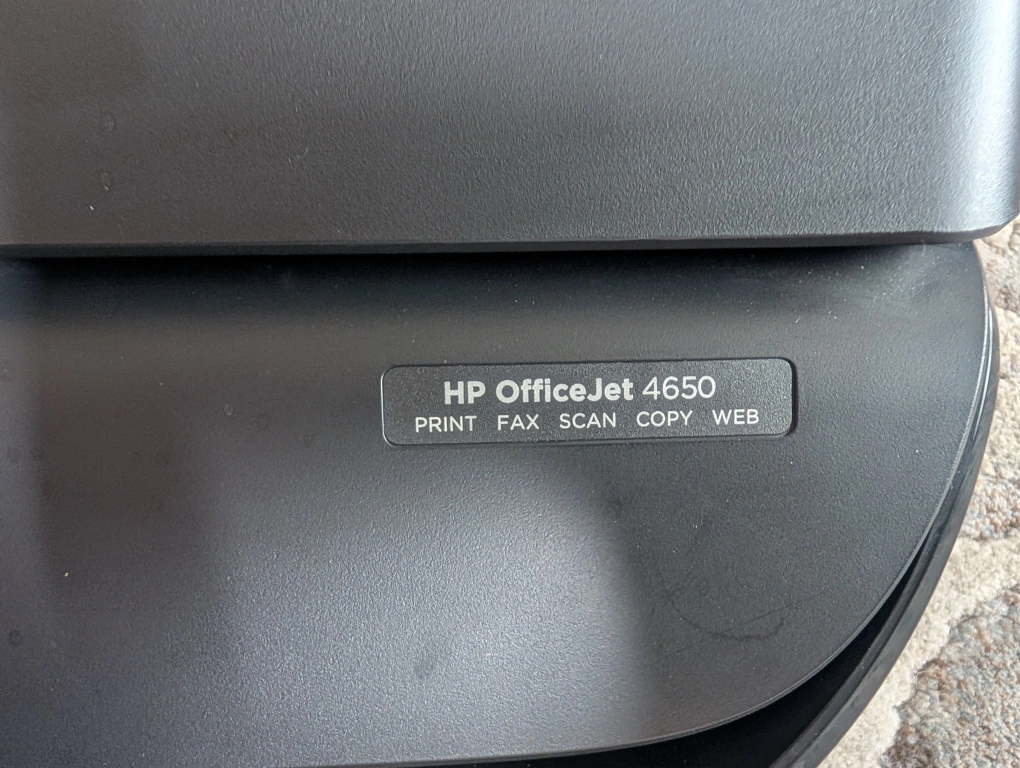 HP OfficeJet 4650
PRINT FAX SCAN COPY WEB